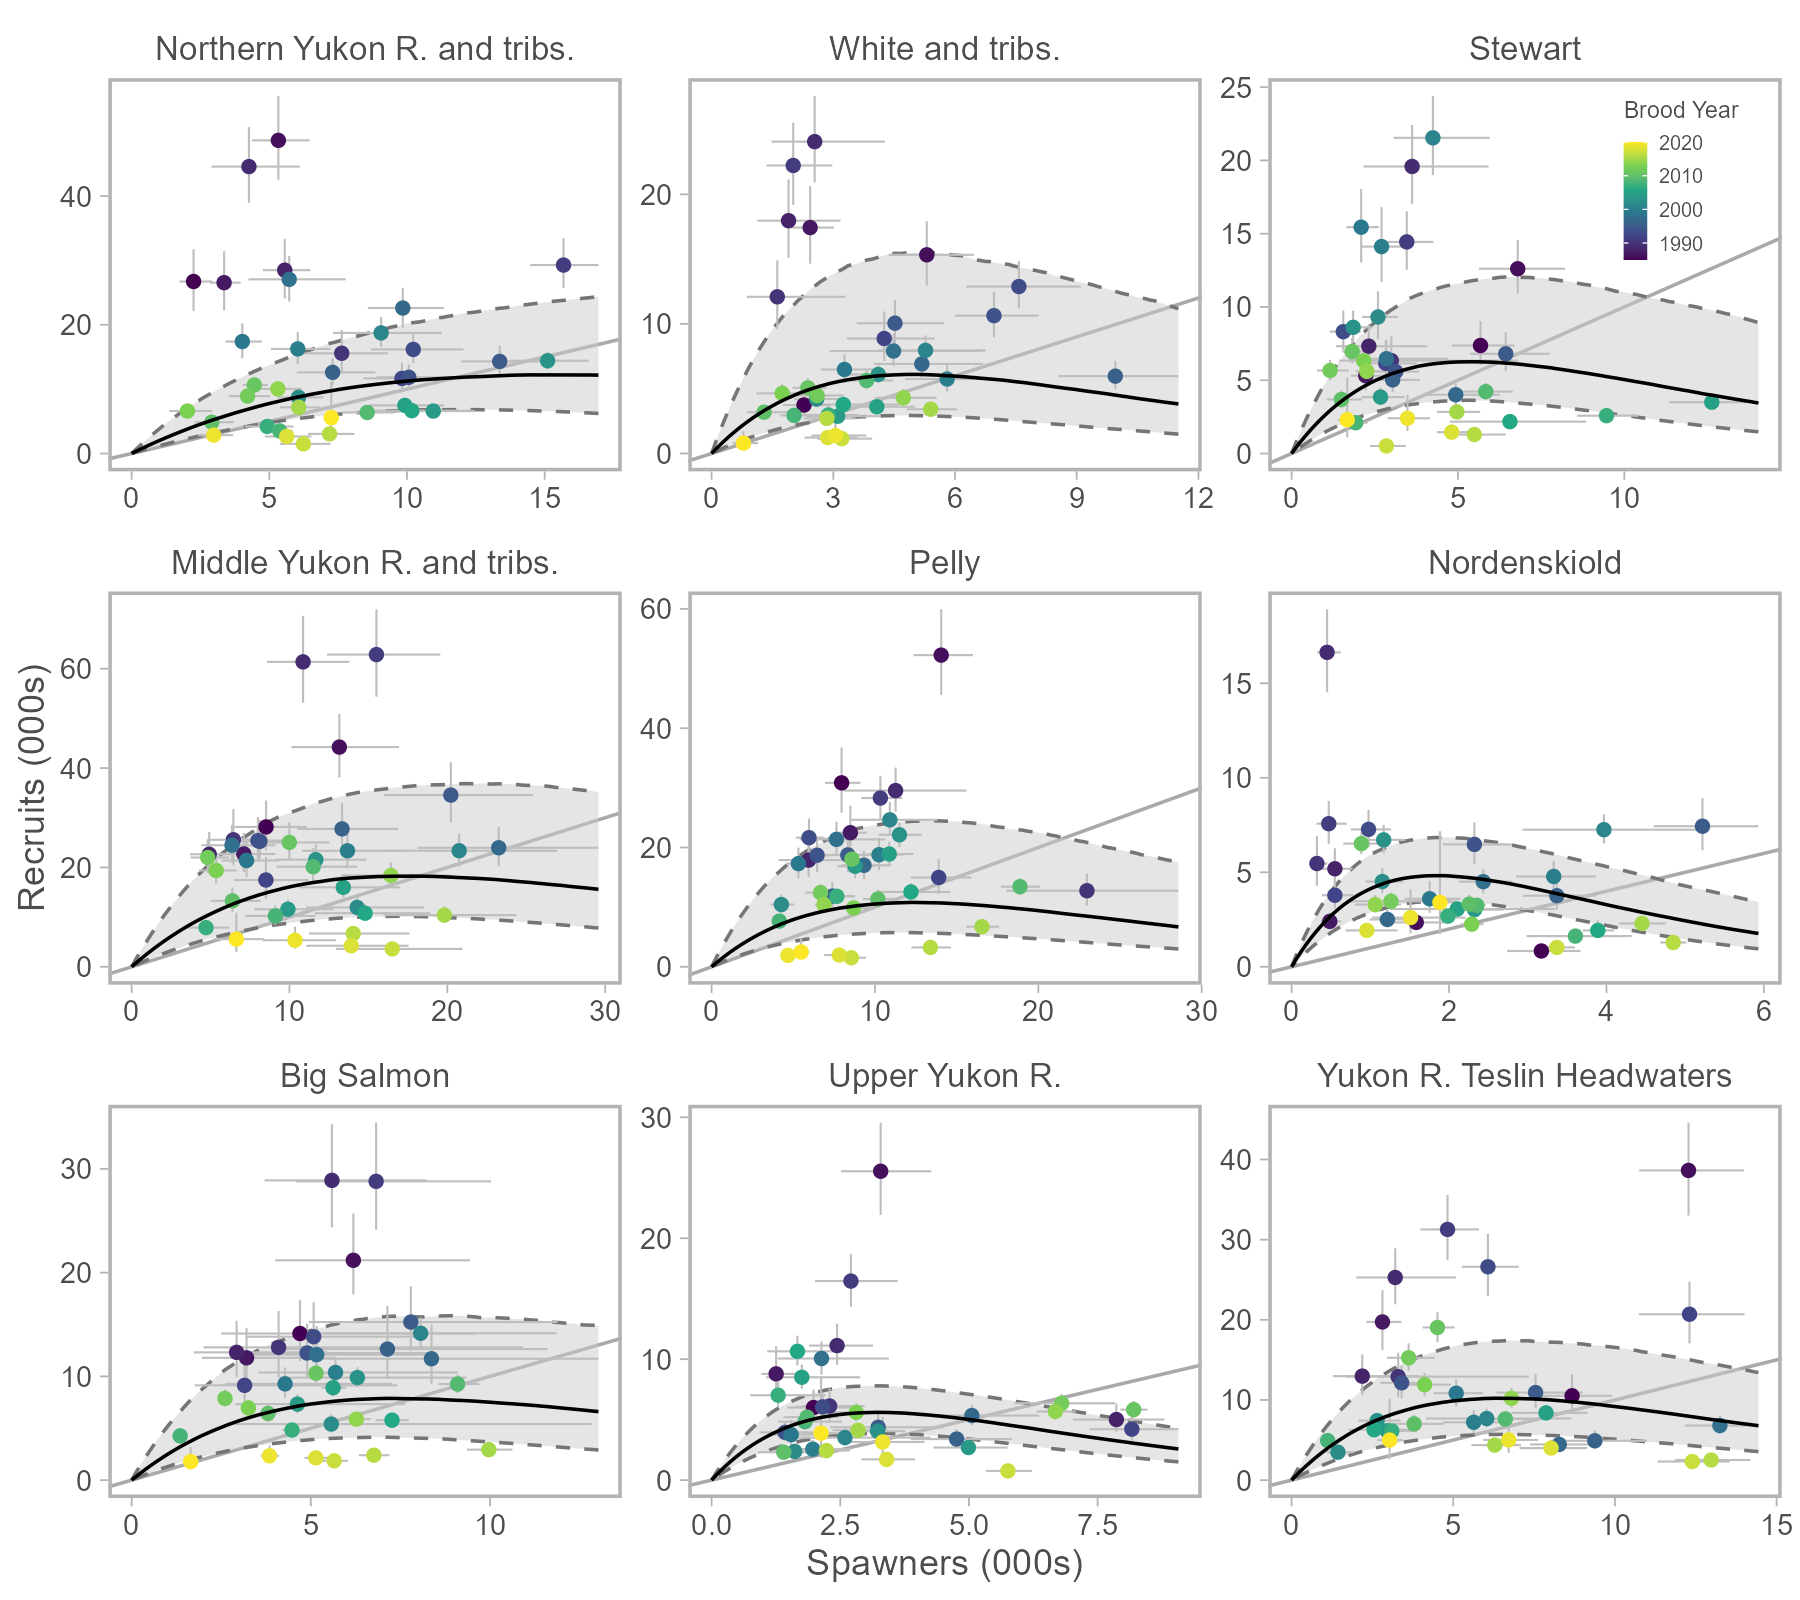 Northern Yukon R. and tribs.
White and tribs.
Stewart
40
20
0
0 5 10 15
20
10
0
0 3 6 9 12
25
20
15
10
5
0
0 5 10
Brood Year
2020
2010
2000
1990
Middle Yukon R. and tribs.
Pelly
Nordenskiold
Recruits (000s)
60
40
20
0
0 10 20 30
60
40
20
0
0 10 20 30
15
10
5
0
0 2 4 6
Big Salmon
Upper Yukon R.
Yukon R. Teslin Headwaters
30
20
10
0
0 5 10
30
20
10
0
0.0 2.5 5.0 7.5
40
30
20
10
0
0 5 10 15
Spawners (000s)